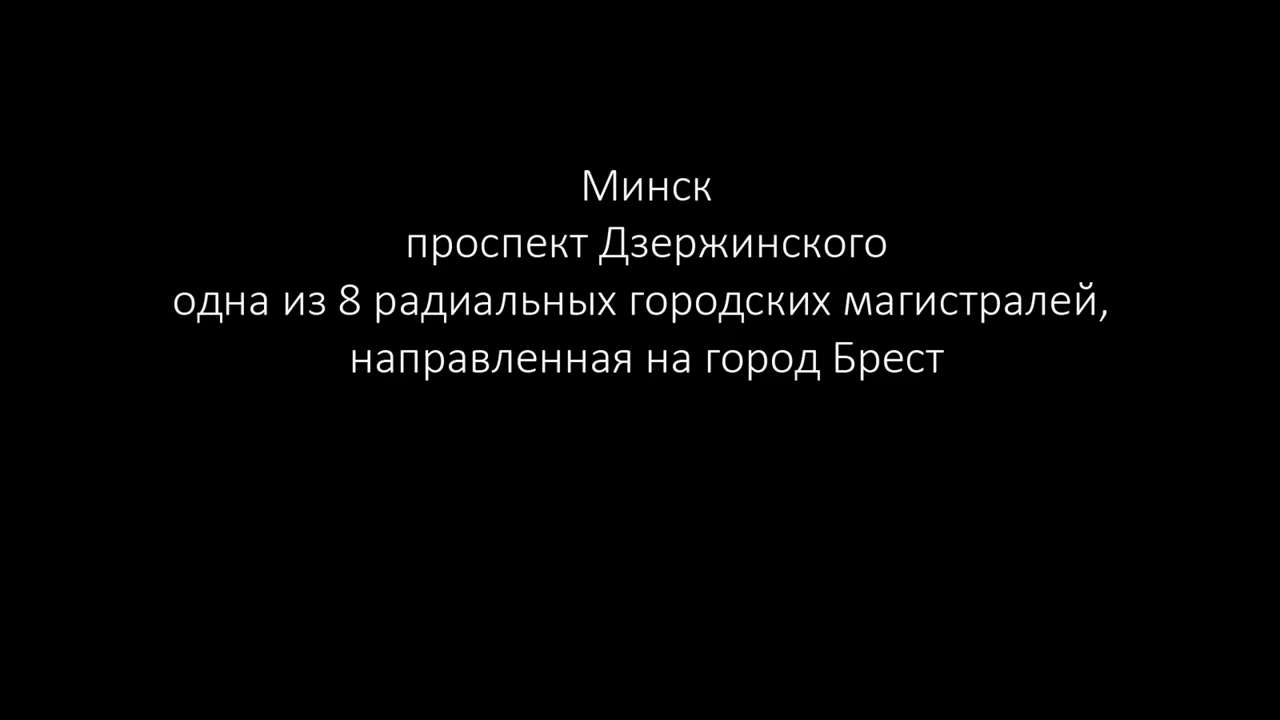 Минск
проспект Дзержинского
одна из 8 радиальных городских магистралей,
направленная на город Брест